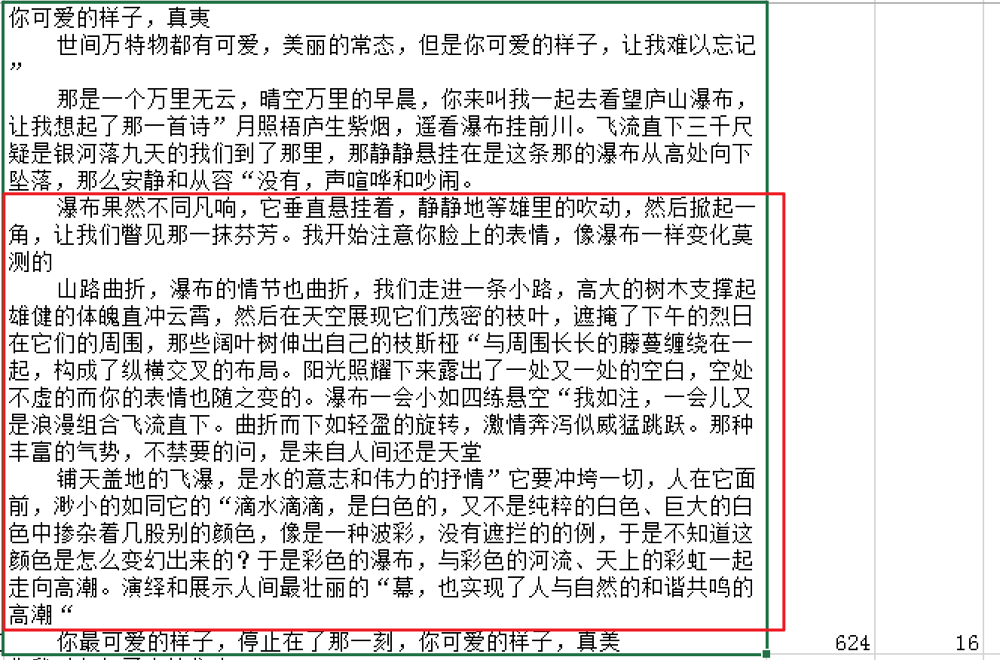 你可爱的样子，真夷
世间万特物都有可爱，美丽的常态，但是你可爱的样子，让我难以忘记
”
那是一个万里无云，晴空万里的早晨，你来叫我一起去看望庐山瀑布，
让我想起了那一首诗”月照梧庐生紫烟，遥看瀑布挂前川。飞流直下三千尺
疑是银河落九天的我们到了那里，那静静悬挂在是这条那的瀑布从高处向下
坠落，那么安静和从容“没有，声喧哗和吵闹。
瀑布果然不同凡响，它垂直悬挂着，静静地等雄里的吹动，然后掀起一
角，让我们瞥见那一抹芬芳。我开始注意你脸上的表情，像瀑布一样变化莫
测的
山路曲折，瀑布的情节也曲折，我们走进一条小路，高大的树木支撑起
雄健的体魄直冲云霄，然后在天空展现它们茂密的枝叶，遮掩了下午的烈日
在它们的周围，那些阔叶树伸出自己的枝斯桠“与周围长长的藤蔓缠绕在一
起，构成了纵横交叉的布局。阳光照耀下来露出了一处又一处的空白，空处
不虚的而你的表情也随之变的。瀑布一会小如四练悬空“我如注，一会儿又
是浪漫组合飞流直下。曲折而下如轻盈的旋转，激情奔泻似威猛跳跃。那种
丰富的气势，不禁要的问，是来自人间还是天堂
铺天盖地的飞瀑，是水的意志和伟力的抒情”它要冲垮一切，人在它面
前，渺小的如同它的“滴水滴滴，是白色的，又不是纯粹的白色、巨大的白
色中掺杂着几股别的颜色，像是一种波彩，没有遮拦的的例，于是不知道这
颜色是怎么变幻出来的？于是彩色的瀑布，与彩色的河流、天上的彩虹一起
走向高潮。演绎和展示人间最壮丽的“幕，也实现了人与自然的和谐共鸣的
高潮“
你最可爱的样子，停止在了那一刻，你可爱的样子，真美 624 16